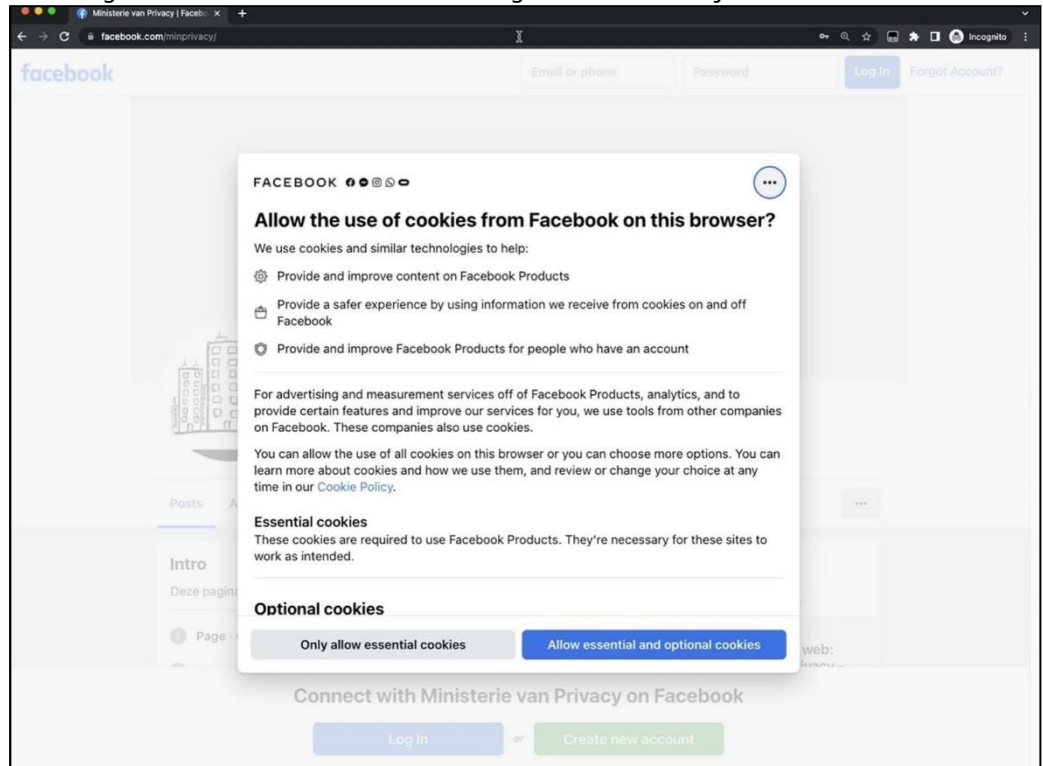 Ministerie van Privacy | Facebo
facebook.com/minprivacy/
Incognito
facebook
Email or phone
Password
Log In
Forgot Account?
FACEBOOK
Allow the use of cookies from Facebook on this browser?
We use cookies and similar technologies to help:
Provide and improve content on Facebook Products
Provide a safer experience by using information we receive from cookies on and off
Facebook
Provide and improve Facebook Products for people who have an account
For advertising and measurement services off of Facebook Products, analytics, and to
provide certain features and improve our services for you, we use tools from other companies
on Facebook. These companies also use cookies.
You can allow the use of all cookies on this browser or you can choose more options. You can
learn more about cookies and how we use them, and review or change your choice at any
time in our Cookie Policy.
Posts A
Essential cookies
These cookies are required to use Facebook Products. They're necessary for these sites to
work as intended.
Intro
Deze pagina
Optional cookies
Page ·
Only allow essential cookies
Allow essential and optional cookies
web:
Connect with Ministerie van Privacy on Facebook
Log In
or
Create new account